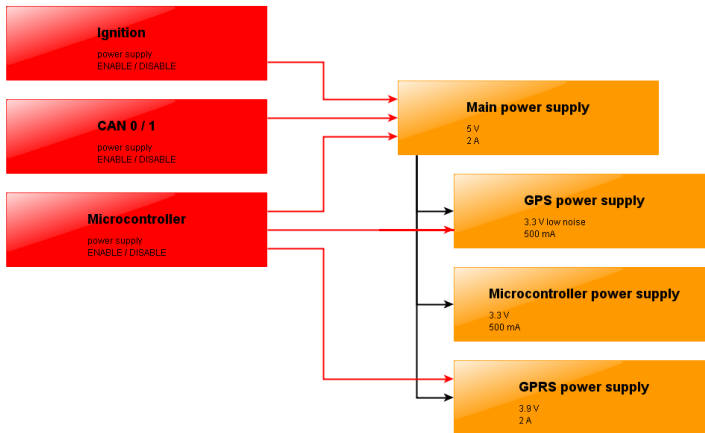 Ignition
power supply
ENABLE / DISABLE
CAN 0 / 1
power supply
ENABLE / DISABLE
Microcontroller
power supply
ENABLE / DISABLE
Main power supply
5 V
2 A
GPS power supply
3.3 V low noise
500 mA
Microcontroller power supply
3.3 V
500 mA
GPRS power supply
3.9 V
2 A